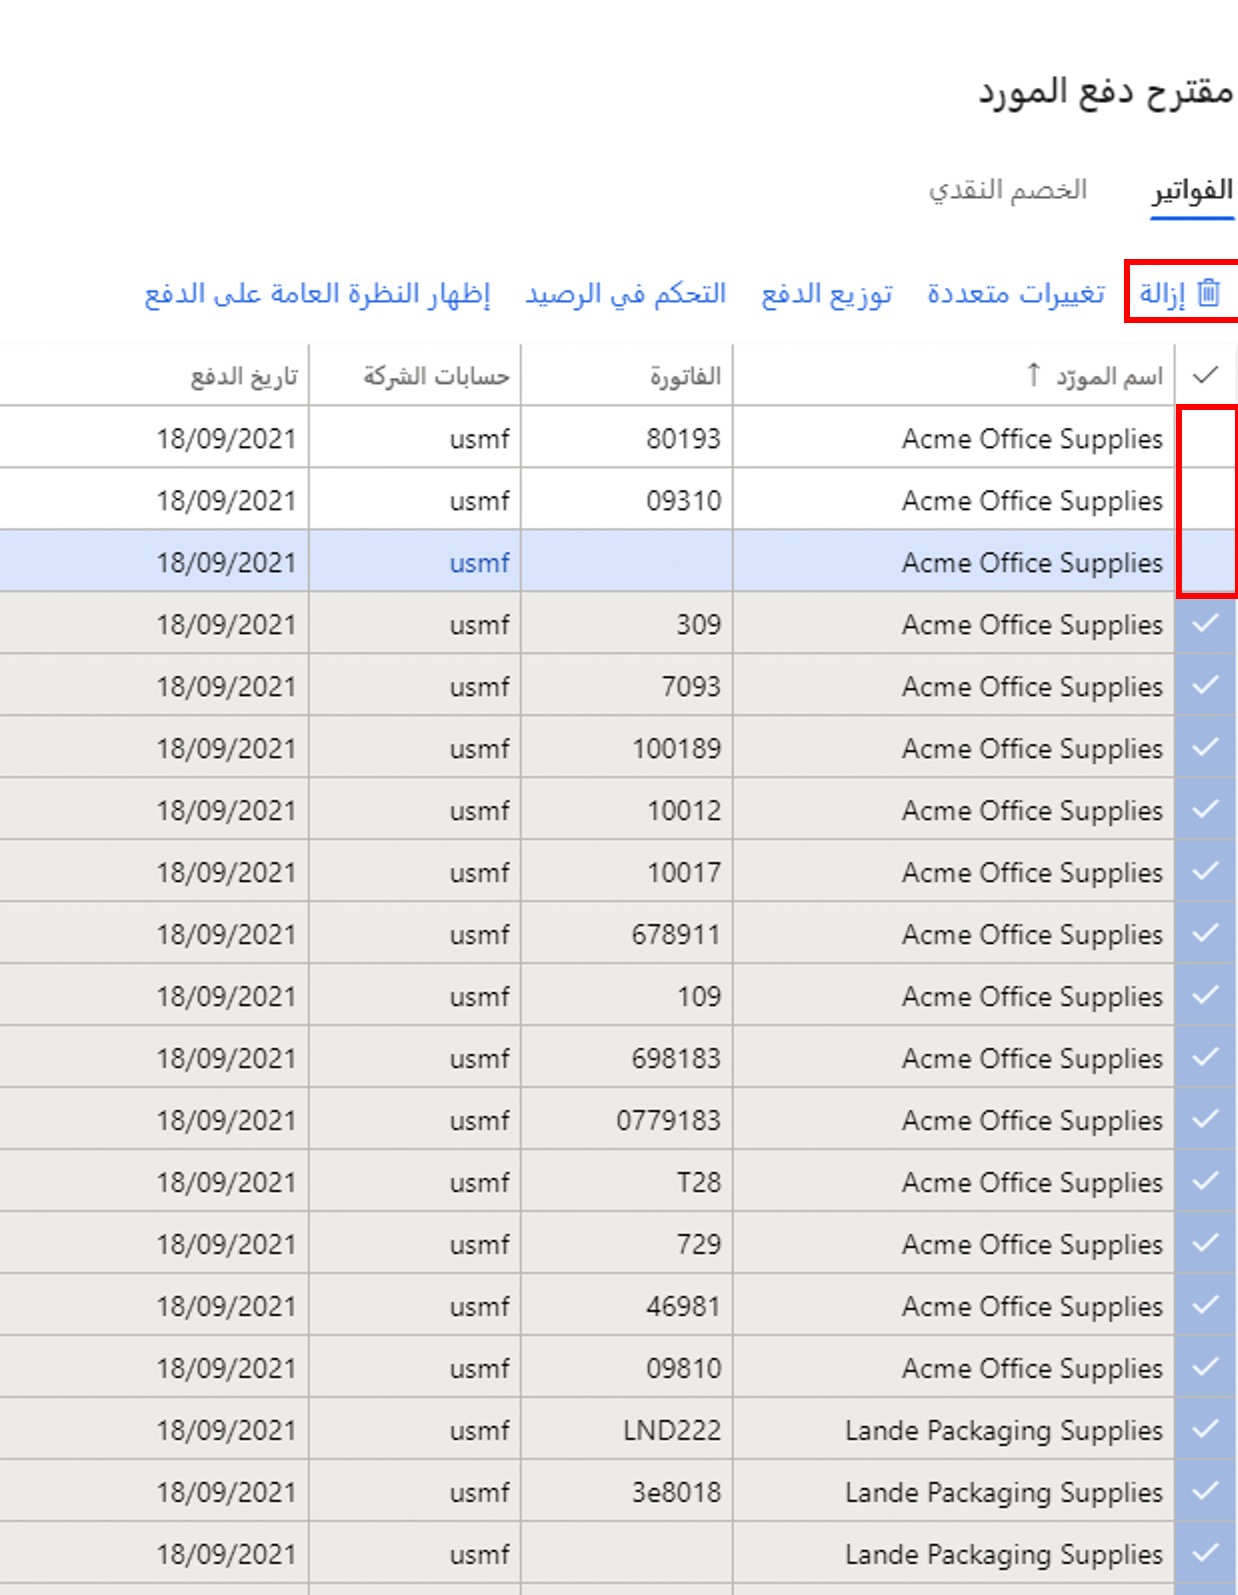 مقترح دفع المورد
الفواتير الخصم النقدي
إزالة تغييرات متعددة توزيع الدفع التحكم في الرصيد إظهار النظرة العامة على الدفع
اسم المورّد ↑ الفاتورة حسابات الشركة تاريخ الدفع
Acme Office Supplies 80193 usmf 18/09/2021
Acme Office Supplies 09310 usmf 18/09/2021
Acme Office Supplies usmf 18/09/2021
Acme Office Supplies 309 usmf 18/09/2021
Acme Office Supplies 7093 usmf 18/09/2021
Acme Office Supplies 100189 usmf 18/09/2021
Acme Office Supplies 10012 usmf 18/09/2021
Acme Office Supplies 10017 usmf 18/09/2021
Acme Office Supplies 678911 usmf 18/09/2021
Acme Office Supplies 109 usmf 18/09/2021
Acme Office Supplies 698183 usmf 18/09/2021
Acme Office Supplies 0779183 usmf 18/09/2021
Acme Office Supplies T28 usmf 18/09/2021
Acme Office Supplies 729 usmf 18/09/2021
Acme Office Supplies 46981 usmf 18/09/2021
Acme Office Supplies 09810 usmf 18/09/2021
Lande Packaging Supplies LND222 usmf 18/09/2021
Lande Packaging Supplies 3e8018 usmf 18/09/2021
Lande Packaging Supplies usmf 18/09/2021